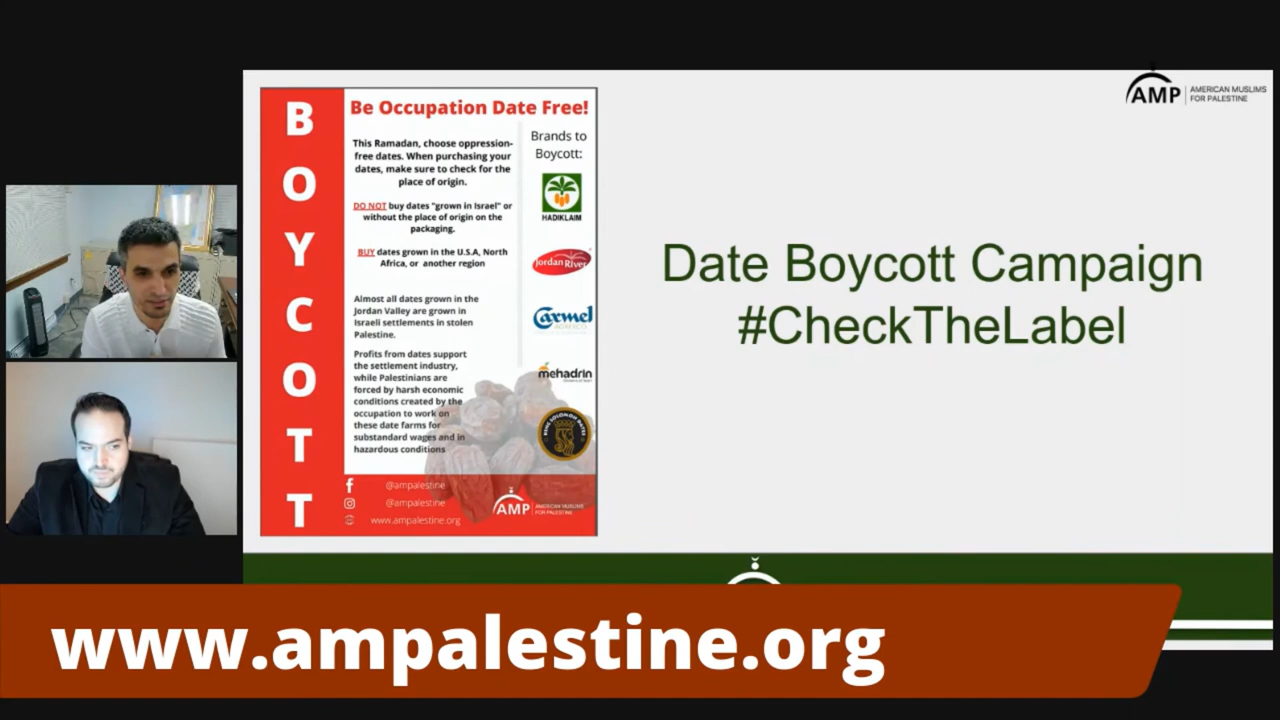 B
O
Y
C
O
T
T
Be Occupation Date Free!
This Ramadan, choose oppression-
free dates. When purchasing your
dates, make sure to check for the
place of origin.
DO NOT buy dates "grown in Israel" or
without the place of origin on the
packaging.
BUY dates grown in the U.S.A, North
Africa, or another region
Almost all dates grown in the
Jordan Valley are grown in
Israeli settlements in stolen
Palestine.
Profits from dates support
the settlement industry,
while Palestinians are
forced by harsh economic
conditions created by the
occupation to work on
these date farms for
substandard wages and in
hazardous conditions
Brands to
Boycott:
HADIKLAIM
Jordan River
Carmel
AGREXCO
mehadrin
KING SOLOMON DATES
@ampalestine
@ampalestine
www.ampalestine.org
AMP AMERICAN MUSLIMS
FOR PALESTINE
AMP AMERICAN MUSLIMS
FOR PALESTINE
Date Boycott Campaign
#CheckTheLabel
www.ampalestine.org